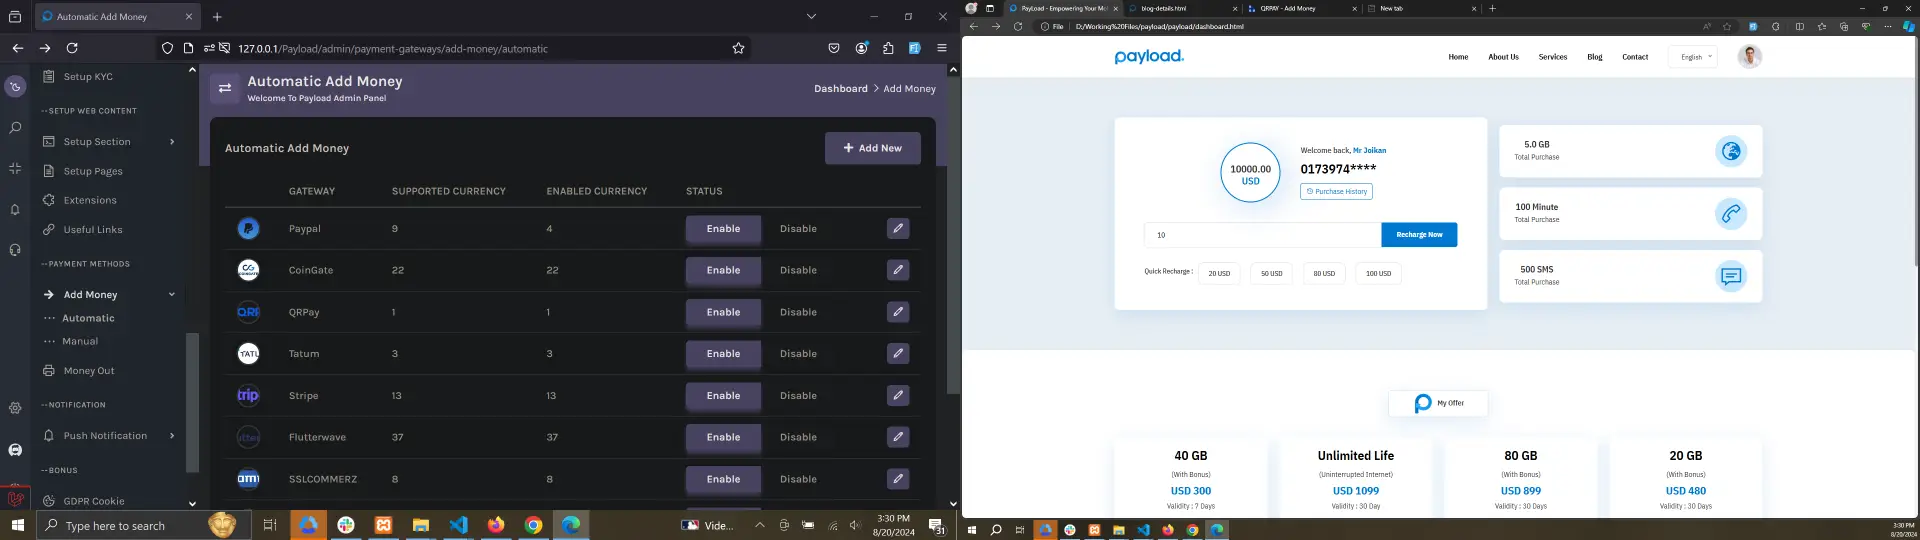 Automatic Add Money
127.0.0.1/Payload/admin/payment-gateways/add-money/automatic
Setup KYC
--SETUP WEB CONTENT
Setup Section
Setup Pages
Extensions
Useful Links
--PAYMENT METHODS
Add Money
Automatic
Manual
Money Out
--NOTIFICATION
Push Notification
--BONUS
GDPR Cookie
Automatic Add Money
Welcome To Payload Admin Panel
Dashboard > Add Money
Automatic Add Money
+ Add New
GATEWAY SUPPORTED CURRENCY ENABLED CURRENCY STATUS
Paypal 9 4 Enable Disable
CoinGate 22 22 Enable Disable
QRPay 1 1 Enable Disable
Tatum 3 3 Enable Disable
Stripe 13 13 Enable Disable
Flutterwave 37 37 Enable Disable
SSLCOMMERZ 8 8 Enable Disable
Type here to search
Vide...
3:30 PM
8/20/2024
31
PayLoad - Empowering Your Mo
blog-details.html
QRPAY - Add Money
New tab
File D:/Working%20Files/payload/payload/dashboard.html
payload.
Home About Us Services Blog Contact English
10000.00
USD
Welcome back, Mr Joikan
0173974****
Purchase History
10
Recharge Now
Quick Recharge : 20 USD 50 USD 80 USD 100 USD
5.0 GB
Total Purchase
100 Minute
Total Purchase
500 SMS
Total Purchase
My Offer
40 GB
(With Bonus)
USD 300
Validity : 7 Days
Unlimited Life
(Uninterrupted Internet)
USD 1099
Validity : 30 Day
80 GB
(With Bonus)
USD 899
Validity : 30 Days
20 GB
(With Bonus)
USD 480
Validity : 30 Days
3:30 PM
8/20/2024